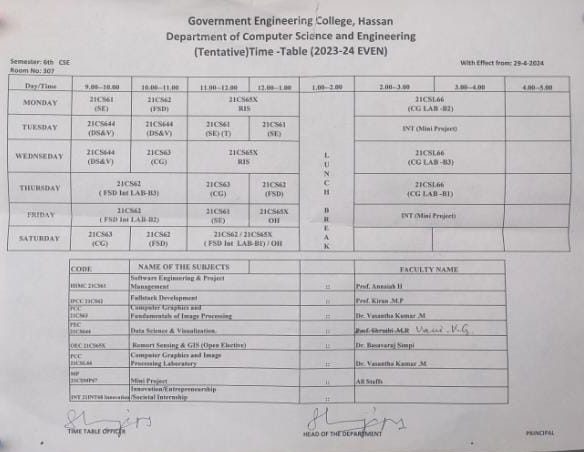 Government Engineering College, Hassan
Department of Computer Science and Engineering
(Tentative)Time -Table (2023-24 EVEN)
Semester: 6th CSE
With Effect from: 29-4-2024
Room No: 307
Day/Time 9.00--10.00 10.00--11.00 11.00--12.00 12.00--1.00 1.00--2.00 2.00--3.00 3.00--4.00 4.00--5.00
MONDAY 21CS61 21CS62 21CS65X 21CSL66
(SE) (FSD) RIS (CG LAB -B2)
TUESDAY 21CS644 21CS644 21CS61 21CS61 INT (Mini Project)
(DS&V) (DS&V) (SE) (T) (SE)
WEDNSEDAY 21CS644 21CS63 21CS65X 21CSL66
(DS&V) (CG) RIS (CG LAB -B3)
THURSDAY 21CS62 21CS63 21CS62 21CSL66
( FSD Int LAB-B3) (CG) (FSD) (CG LAB -B1)
FRIDAY 21CS62 21CS61 21CS65X INT (Mini Project)
( FSD Int LAB-B2) (SE) OH
SATURDAY 21CS63 21CS62 21CS62 / 21CS65X
(CG) (FSD) ( FSD Int LAB-B1) / OH
LUNCH BREAK
CODE NAME OF THE SUBJECTS FACULTY NAME
Software Engineering & Project
HSMC 21CS61 Management :: Prof. Annaiah H
IPCC 21CS62 Fullstack Development :: Prof. Kiran .M.P
PCC Computer Graphics and
21CS63 Fundamentals of Image Processing :: Dr. Vasantha Kumar .M
PEC
21CS644 Data Science & Visualization. :: Prof. Shruthi M.R Vani V.G
OEC 21CS65X Remort Sensing & GIS (Open Elective) :: Dr. Basavaraj Simpi
PCC Computer Graphics and Image
21CSL66 Processing Laboratory :: Dr. Vasantha Kumar .M
MP
21CSMP67 Mini Project :: All Staffs
Innovation/Entrepreneurship
INT 21INT68 Innovation /Societal Internship ::
TIME TABLE OFFICER HEAD OF THE DEPARTMENT PRINCIPAL